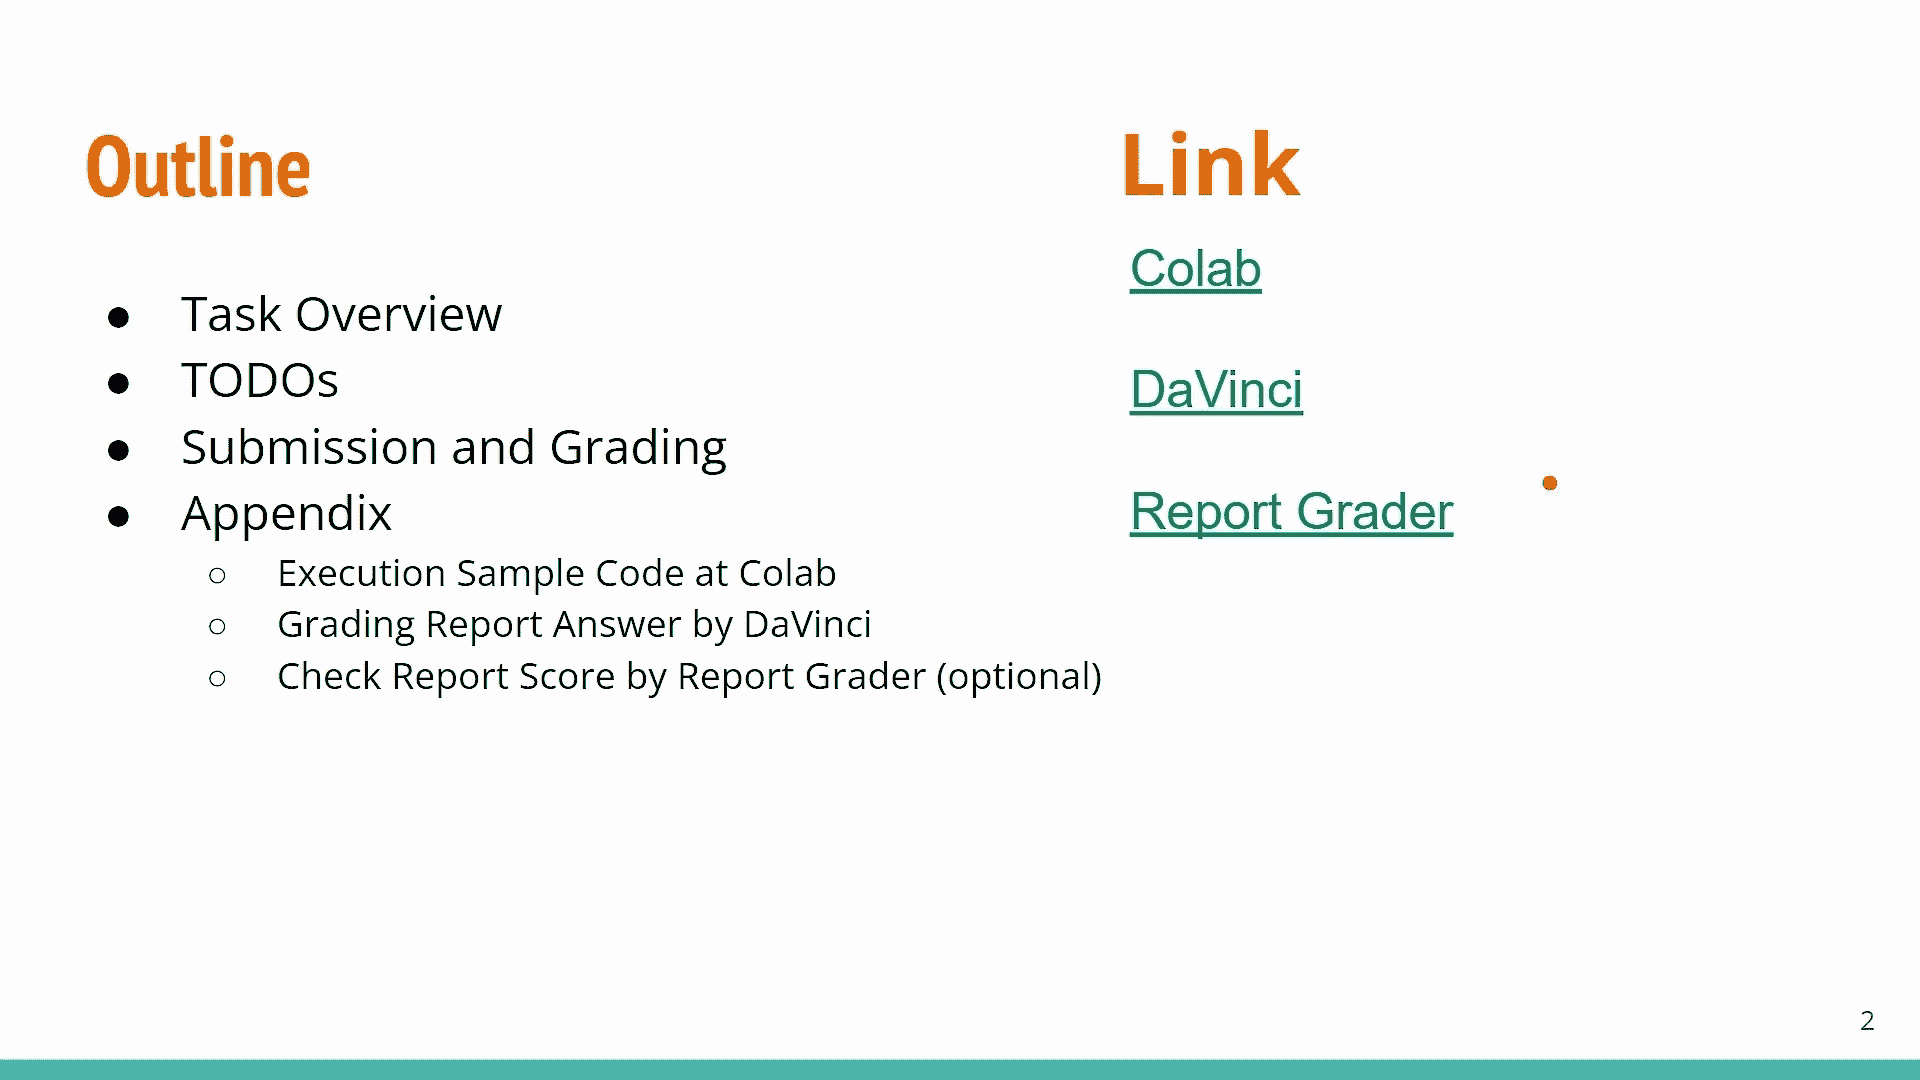 Outline
● Task Overview
● TODOs
● Submission and Grading
● Appendix
○ Execution Sample Code at Colab
○ Grading Report Answer by DaVinci
○ Check Report Score by Report Grader (optional)
Link
Colab
DaVinci
Report Grader
2